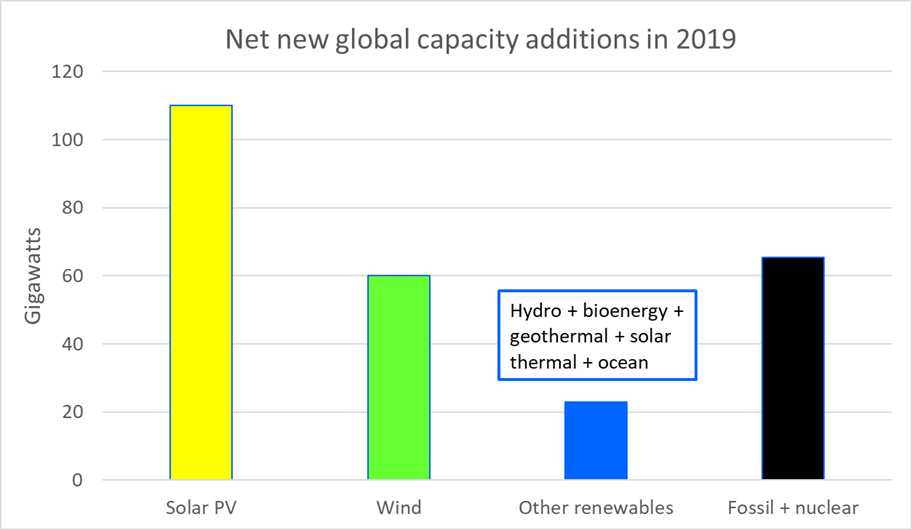 Net new global capacity additions in 2019
120
100
80
60
40
20
0
Gigawatts
Hydro + bioenergy +
geothermal + solar
thermal + ocean
Solar PV
Wind
Other renewables
Fossil + nuclear